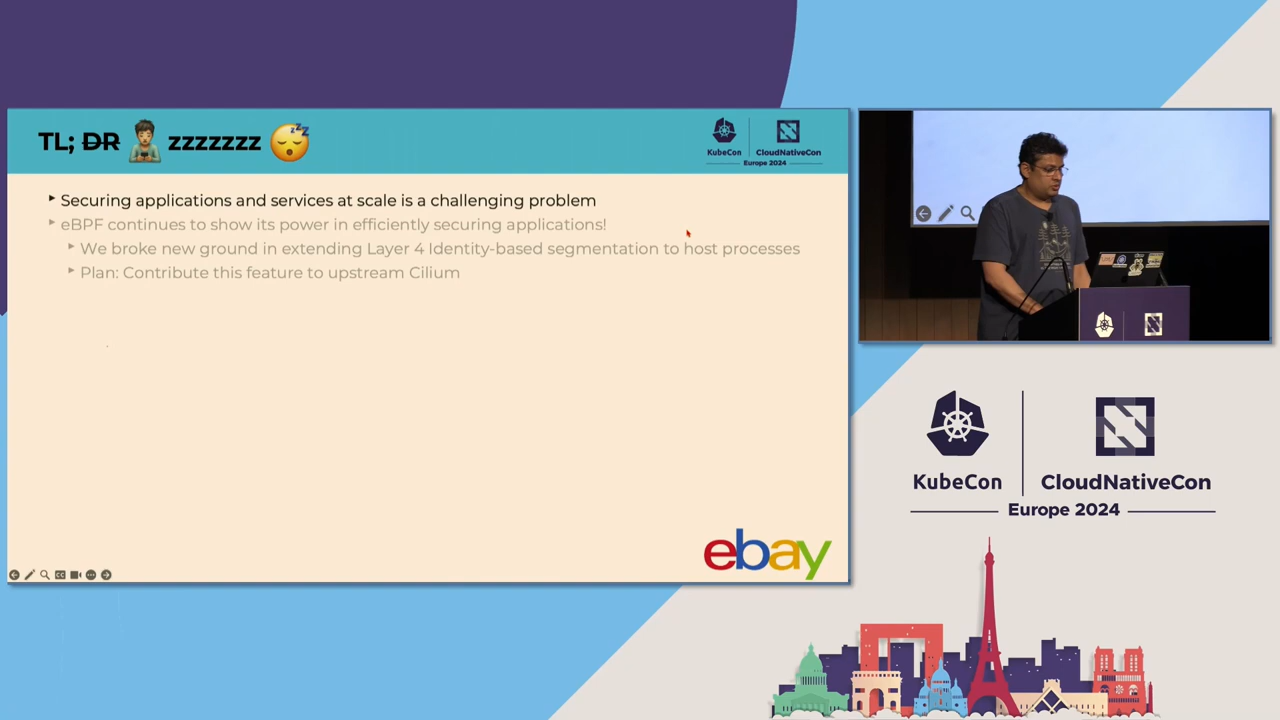 TL; DR zzzzzzz
KubeCon
CloudNativeCon
Europe 2024
Securing applications and services at scale is a challenging problem
eBPF continues to show its power in efficiently securing applications!
We broke new ground in extending Layer 4 Identity-based segmentation to host processes
Plan: Contribute this feature to upstream Cilium
ebay
KubeCon
CloudNativeCon
Europe 2024